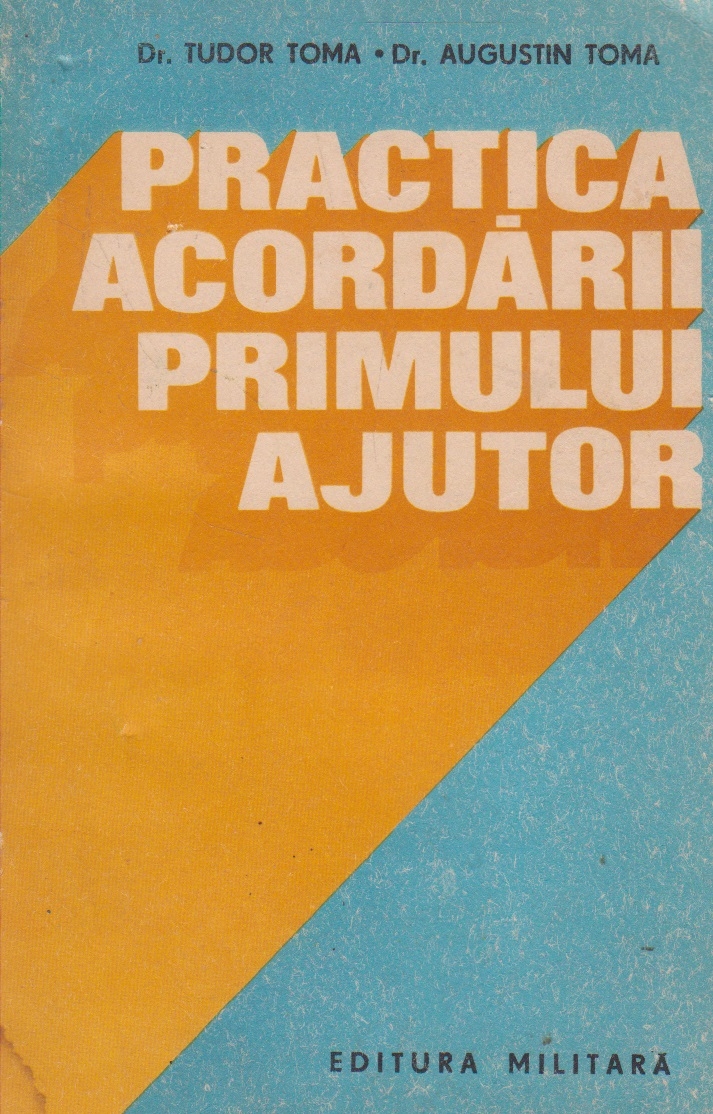 Dr. TUDOR TOMA • Dr. AUGUSTIN TOMA
PRACTICA
ACORDĂRII
PRIMULUI
AJUTOR
EDITURA MILITARĂ